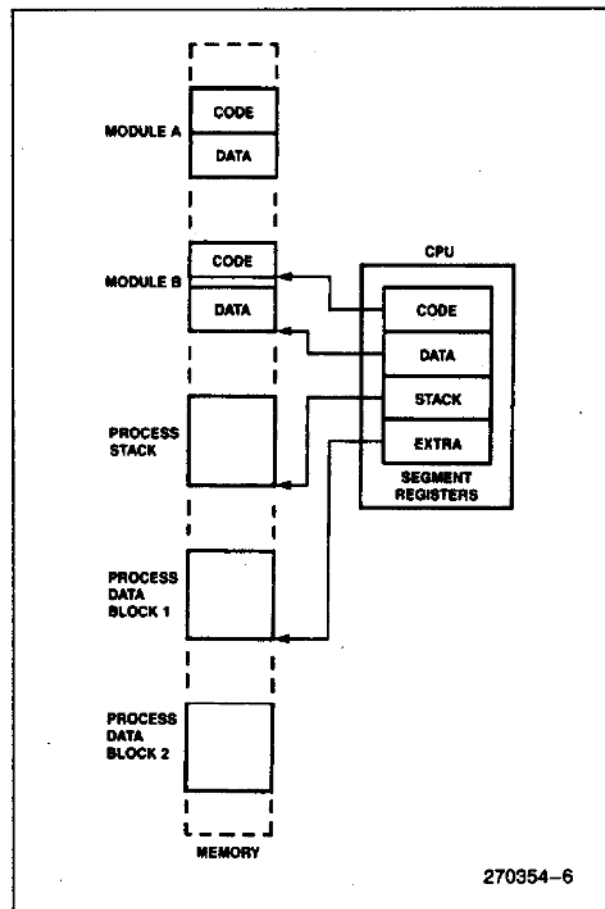 MODULE A
CODE
DATA
MODULE B
CODE
DATA
PROCESS
STACK
PROCESS
DATA
BLOCK 1
PROCESS
DATA
BLOCK 2
MEMORY
CPU
CODE
DATA
STACK
EXTRA
SEGMENT
REGISTERS
270354-6